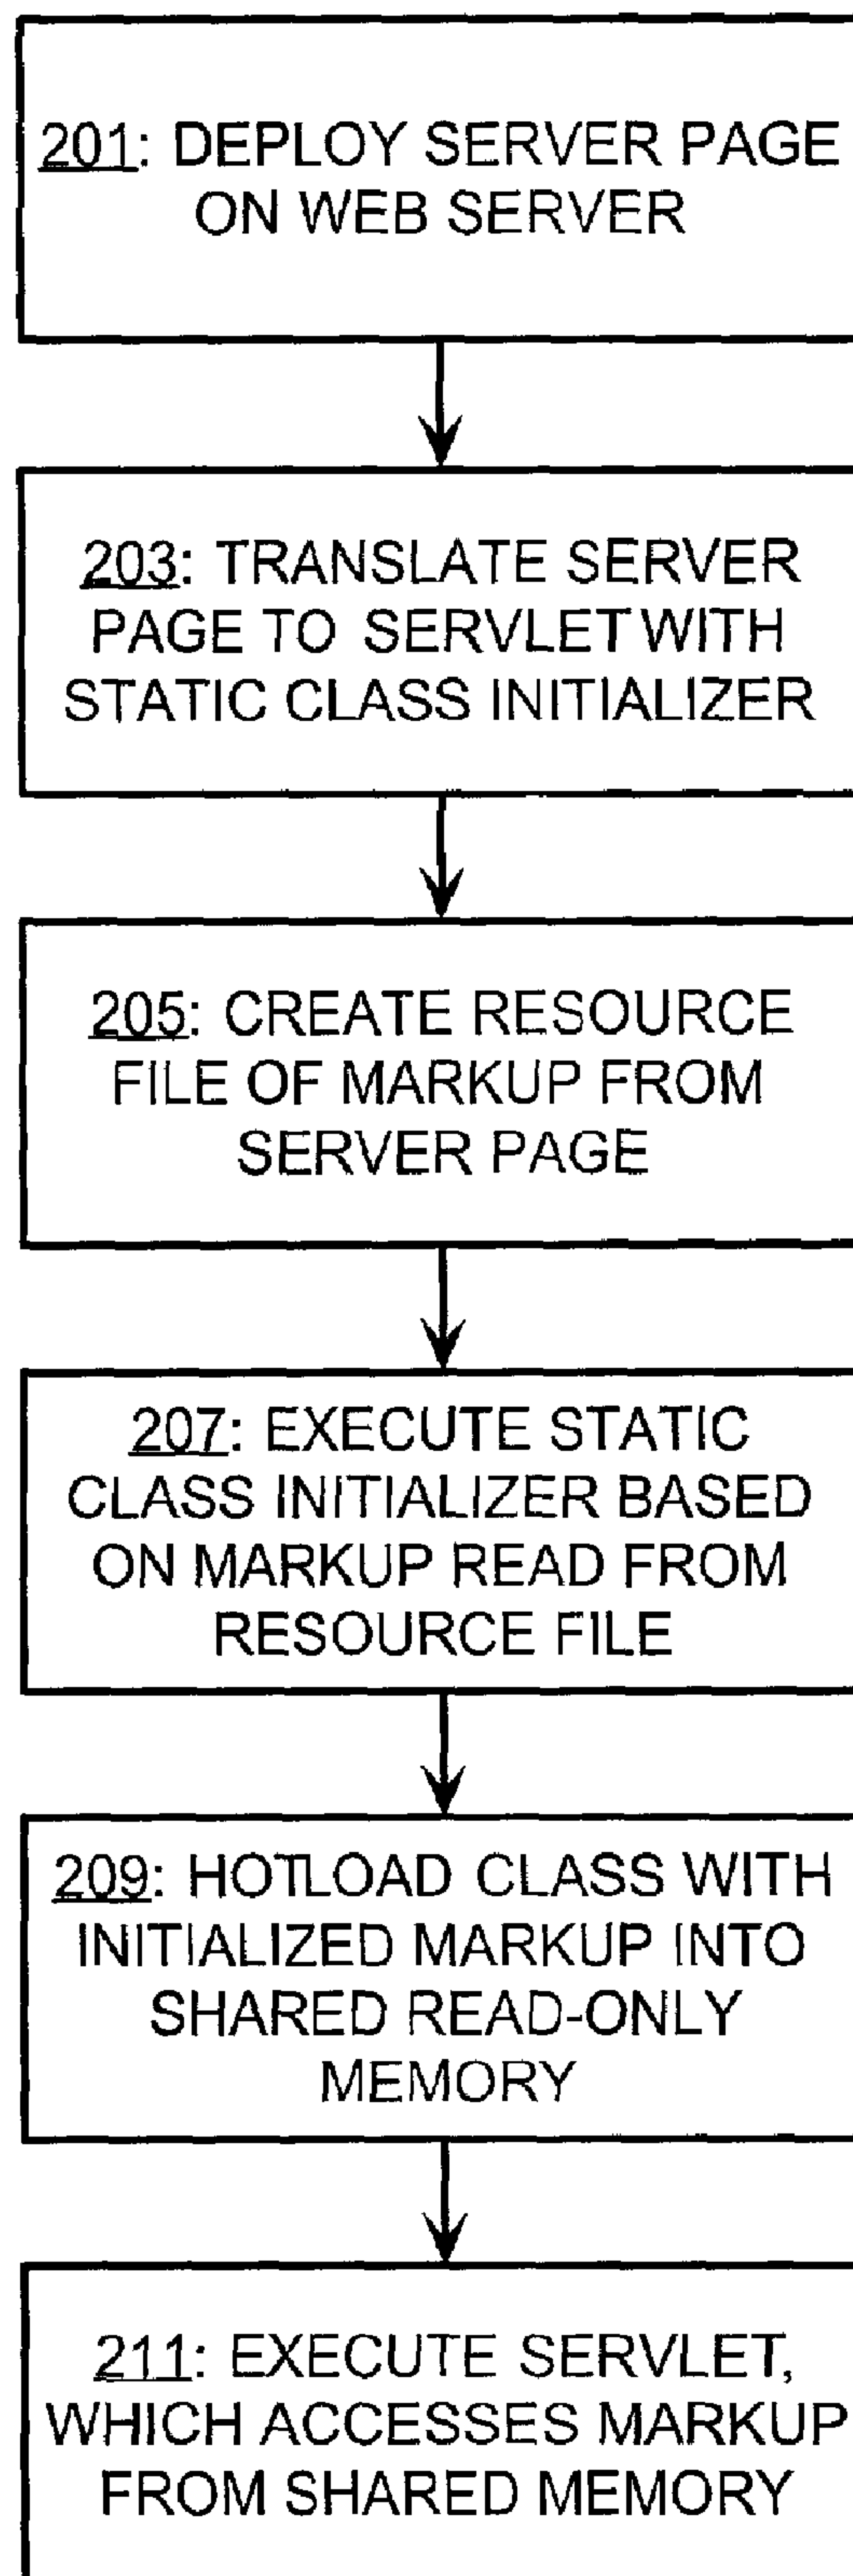 201: DEPLOY SERVER PAGE
ON WEB SERVER
203: TRANSLATE SERVER
PAGE TO SERVLET WITH
STATIC CLASS INITIALIZER
205: CREATE RESOURCE
FILE OF MARKUP FROM
SERVER PAGE
207: EXECUTE STATIC
CLASS INITIALIZER BASED
ON MARKUP READ FROM
RESOURCE FILE
209: HOTLOAD CLASS WITH
INITIALIZED MARKUP INTO
SHARED READ-ONLY
MEMORY
211: EXECUTE SERVLET,
WHICH ACCESSES MARKUP
FROM SHARED MEMORY